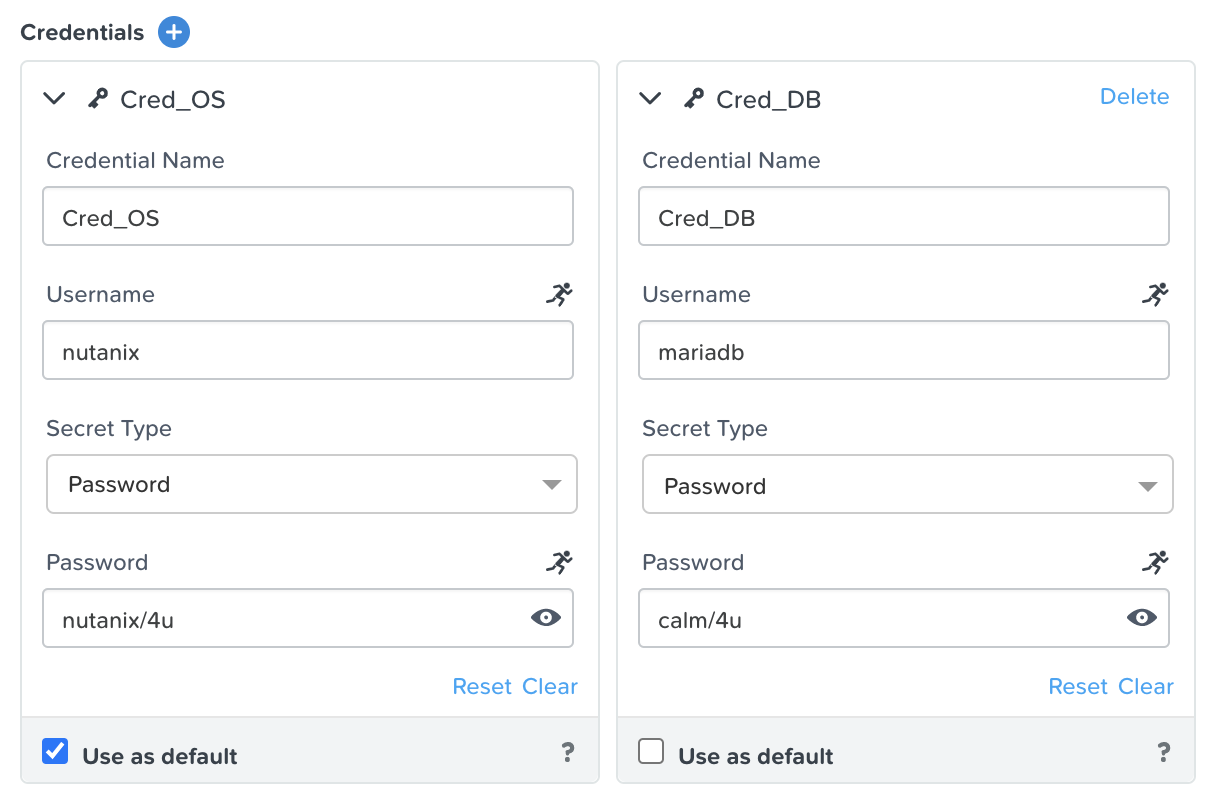 Credentials
Cred_OS
Credential Name
Cred_OS
Username
nutanix
Secret Type
Password
Password
nutanix/4u
Reset Clear
Use as default ?
Cred_DB Delete
Credential Name
Cred_DB
Username
mariadb
Secret Type
Password
Password
calm/4u
Reset Clear
Use as default ?